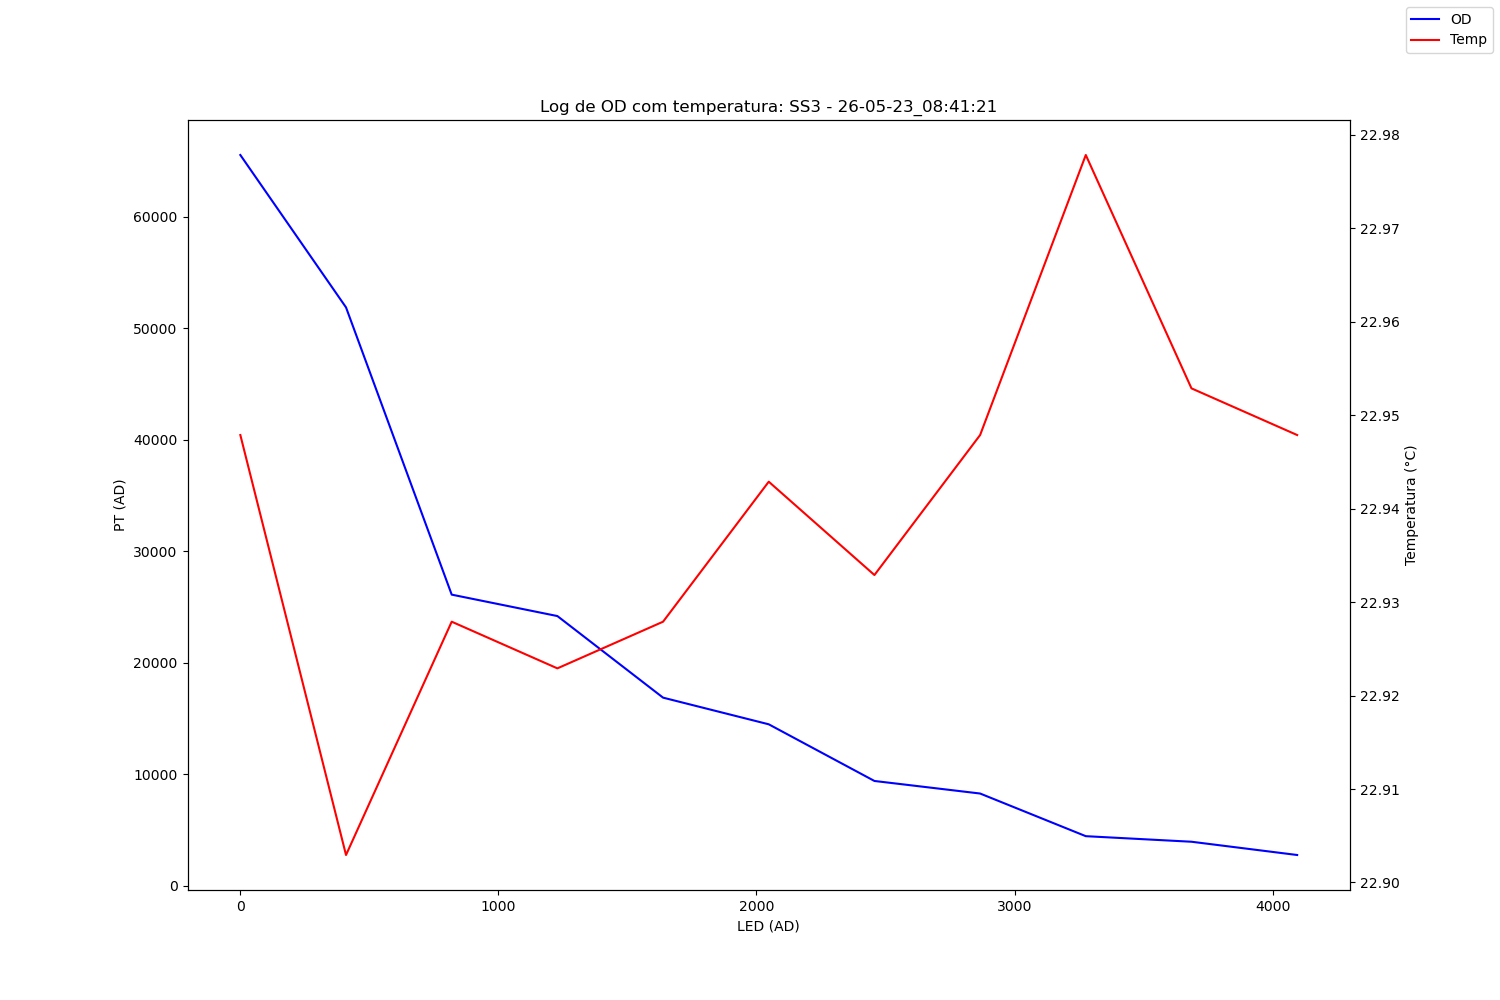 OD
Temp
Log de OD com temperatura: SS3 - 26-05-23_08:41:21
60000
50000
40000
30000
20000
10000
0
PT (AD)
22.98
22.97
22.96
22.95
22.94
22.93
22.92
22.91
22.90
Temperatura (°C)
0 1000 2000 3000 4000
LED (AD)